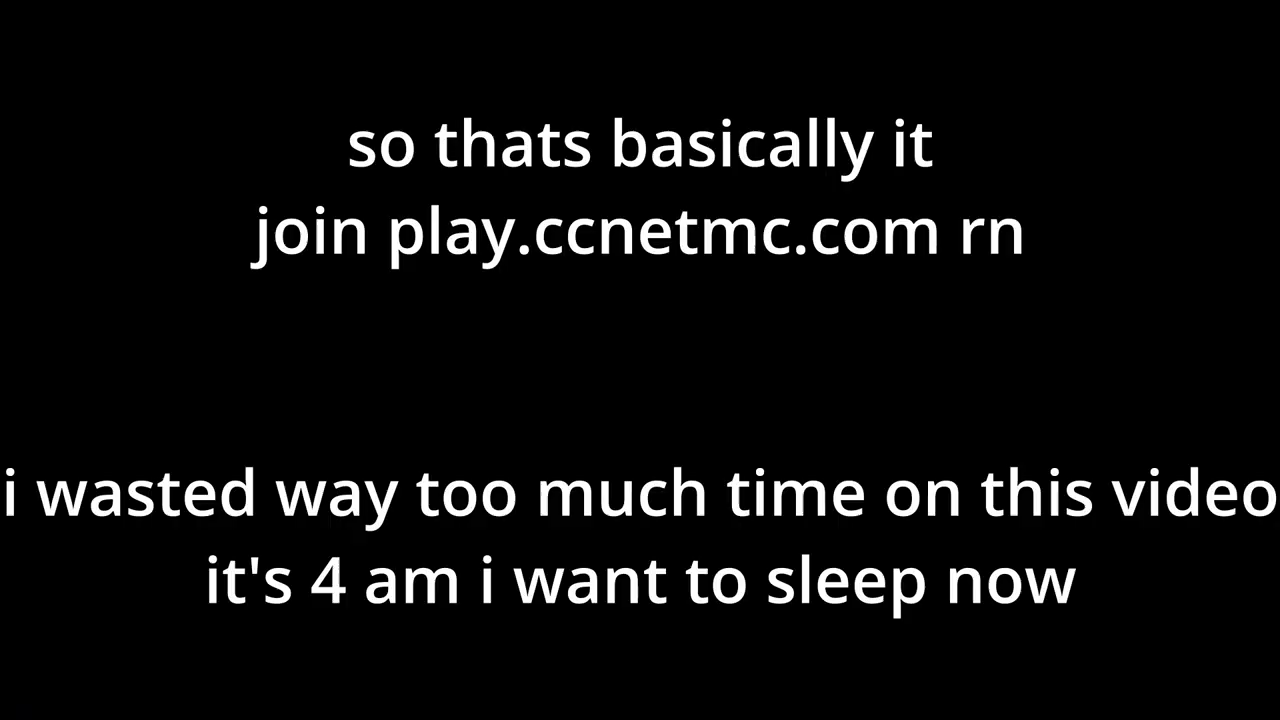 so thats basically it
join play.ccnetmc.com rn
i wasted way too much time on this video
it's 4 am i want to sleep now